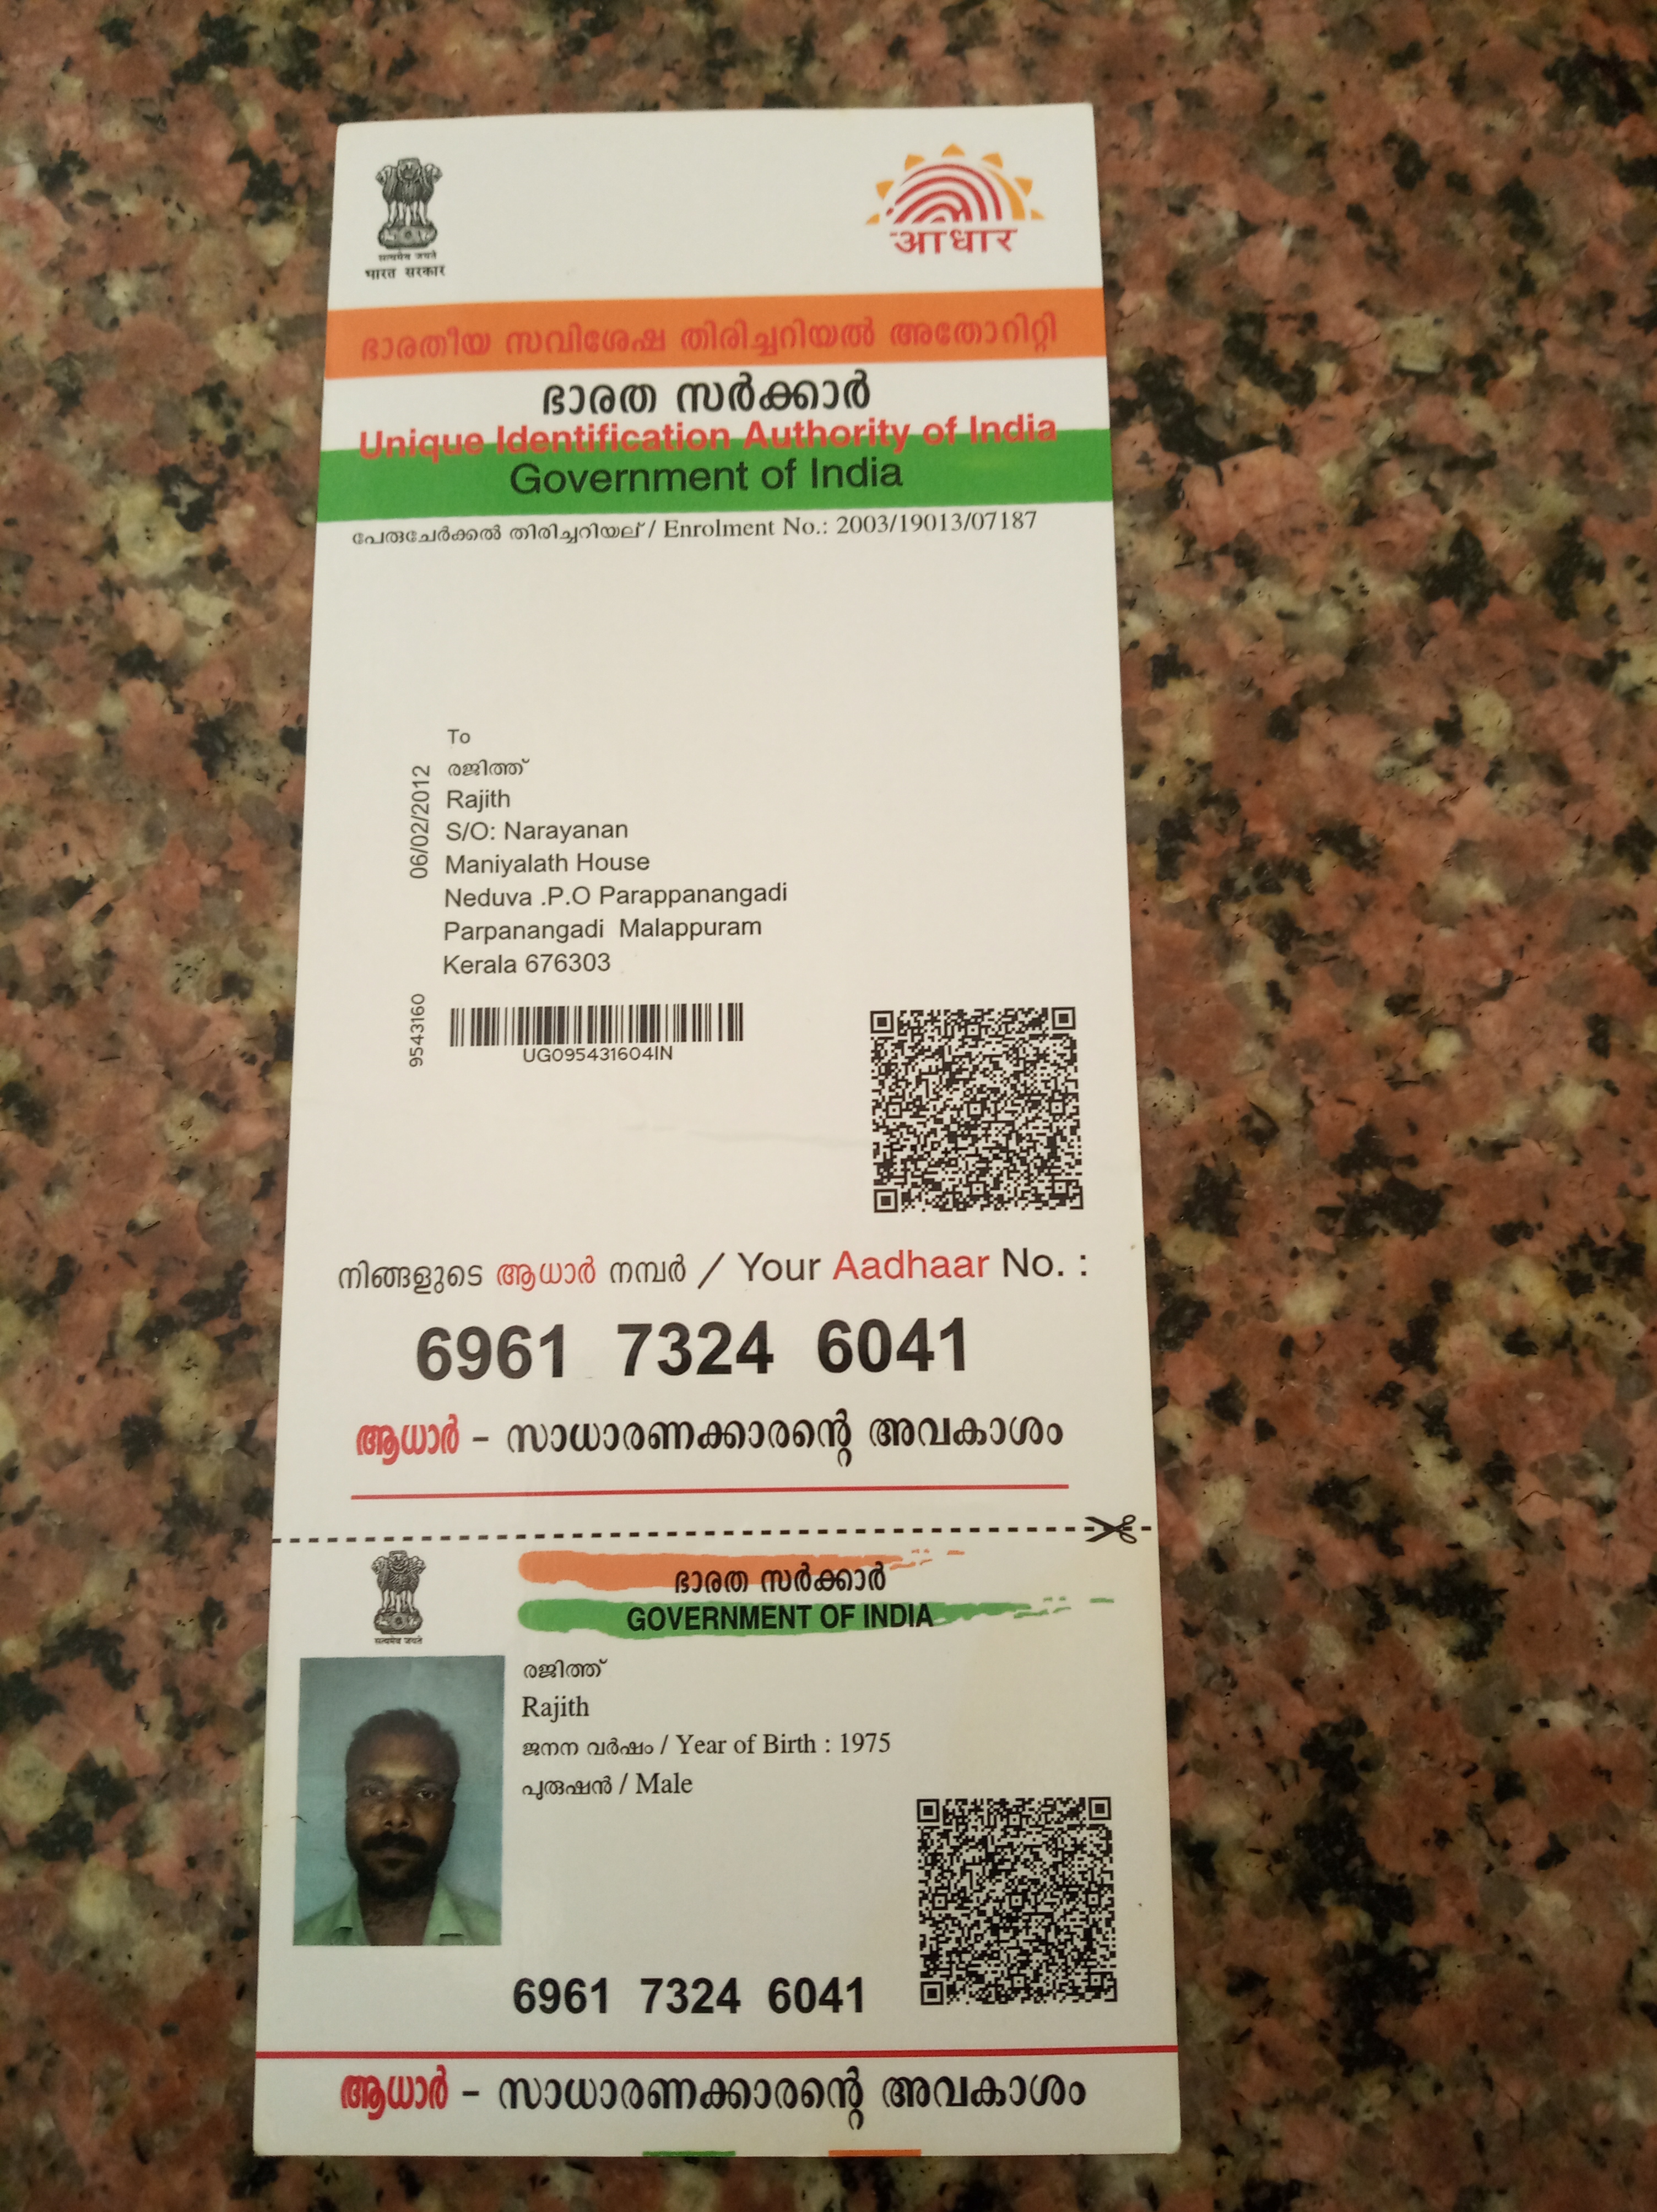 सत्यमेव जयते
भारत सरकार
आधार
ഭാരതീയ സവിശേഷ തിരിച്ചറിയൽ അതോറിറ്റി
ഭാരത സർക്കാർ
Unique Identification Authority of India
Government of India
പേരുചേർക്കൽ തിരിച്ചറിയല് / Enrolment No.: 2003/19013/07187
To
രജിത്ത്
Rajith
S/O: Narayanan
Maniyalath House
Neduva .P.O Parappanangadi
Parpanangadi Malappuram
Kerala 676303
06/02/2012
9543160
UG095431604IN
നിങ്ങളുടെ ആധാർ നമ്പർ / Your Aadhaar No. :
6961 7324 6041
ആധാർ - സാധാരണക്കാരന്റെ അവകാശം
सत्यमेव जयते
ഭാരത സർക്കാർ
GOVERNMENT OF INDIA
രജിത്ത്
Rajith
ജനന വർഷം / Year of Birth : 1975
പുരുഷൻ / Male
6961 7324 6041
ആധാർ - സാധാരണക്കാരന്റെ അവകാശം